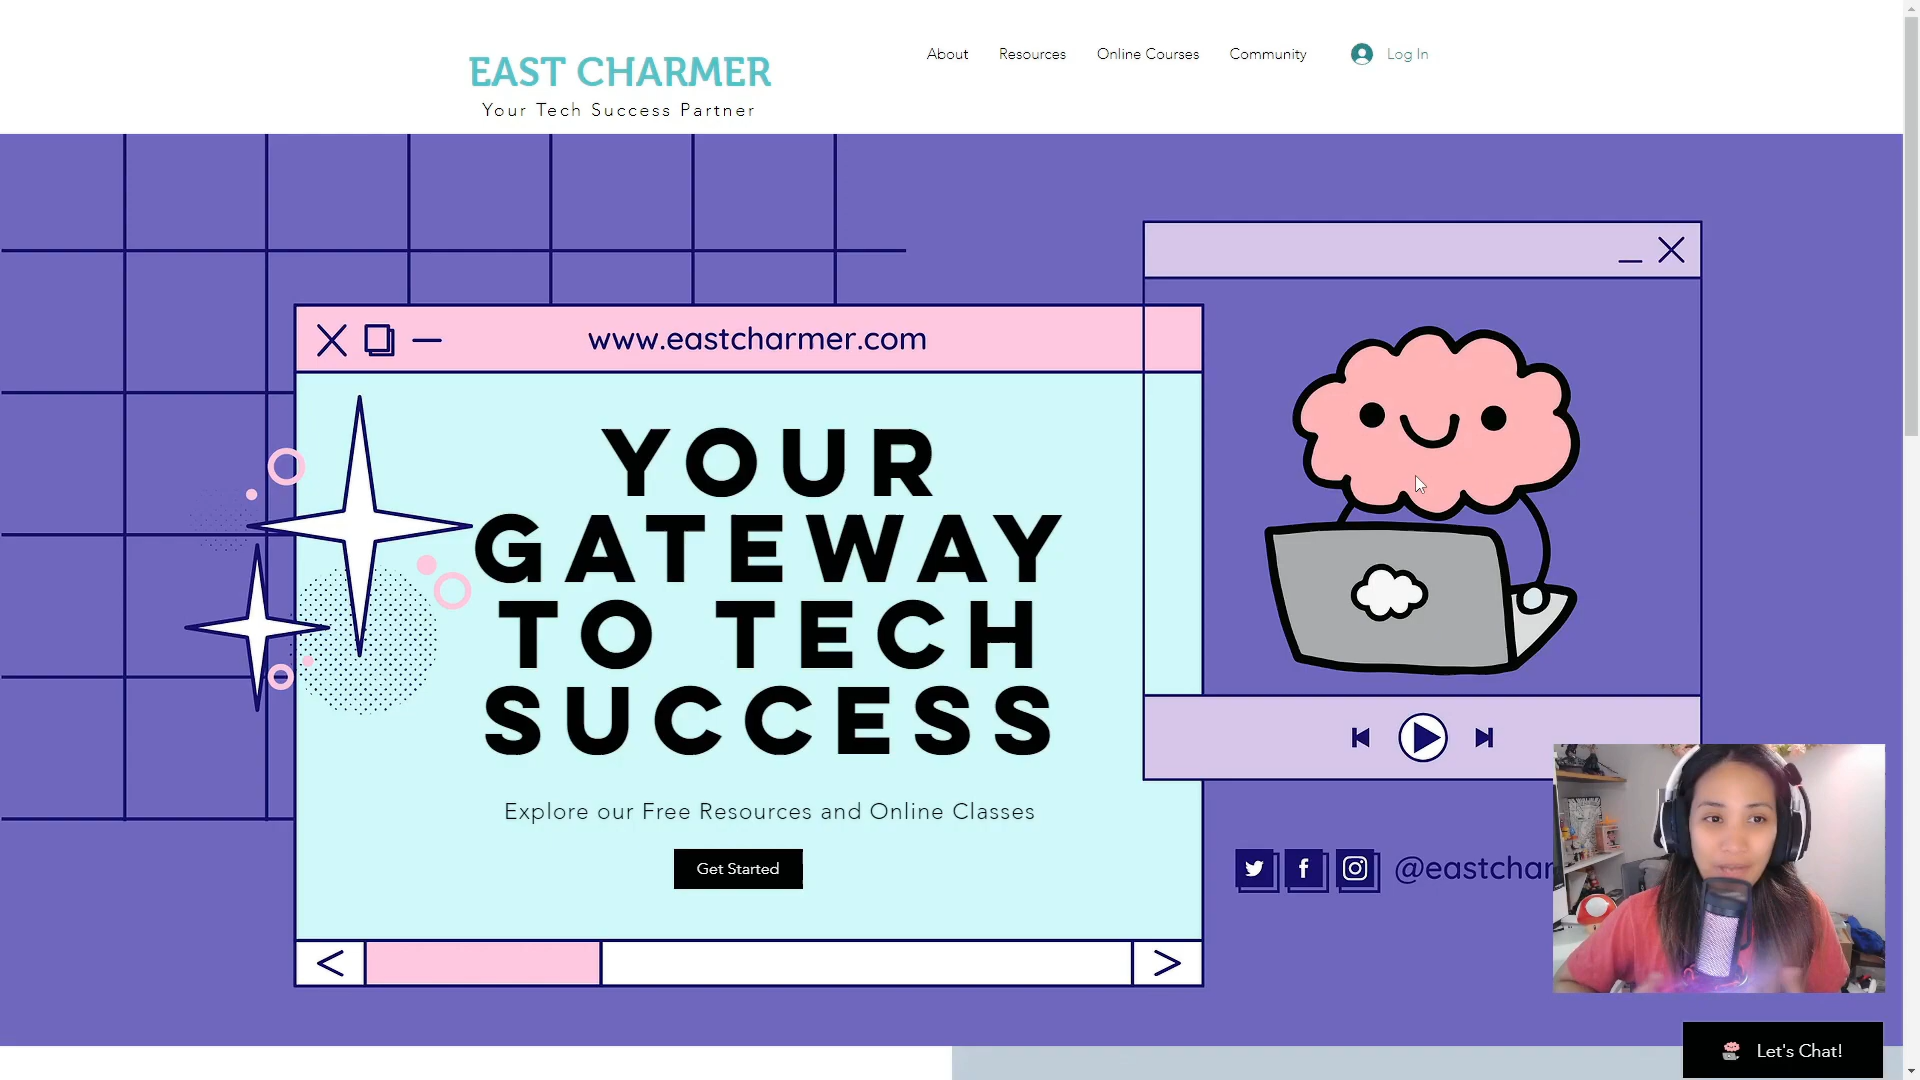 EAST CHARMER
Your Tech Success Partner
About
Resources
Online Courses
Community
Log In
www.eastcharmer.com
YOUR
GATEWAY
TO TECH
SUCCESS
Explore our Free Resources and Online Classes
Get Started
@eastchar
Let's Chat!